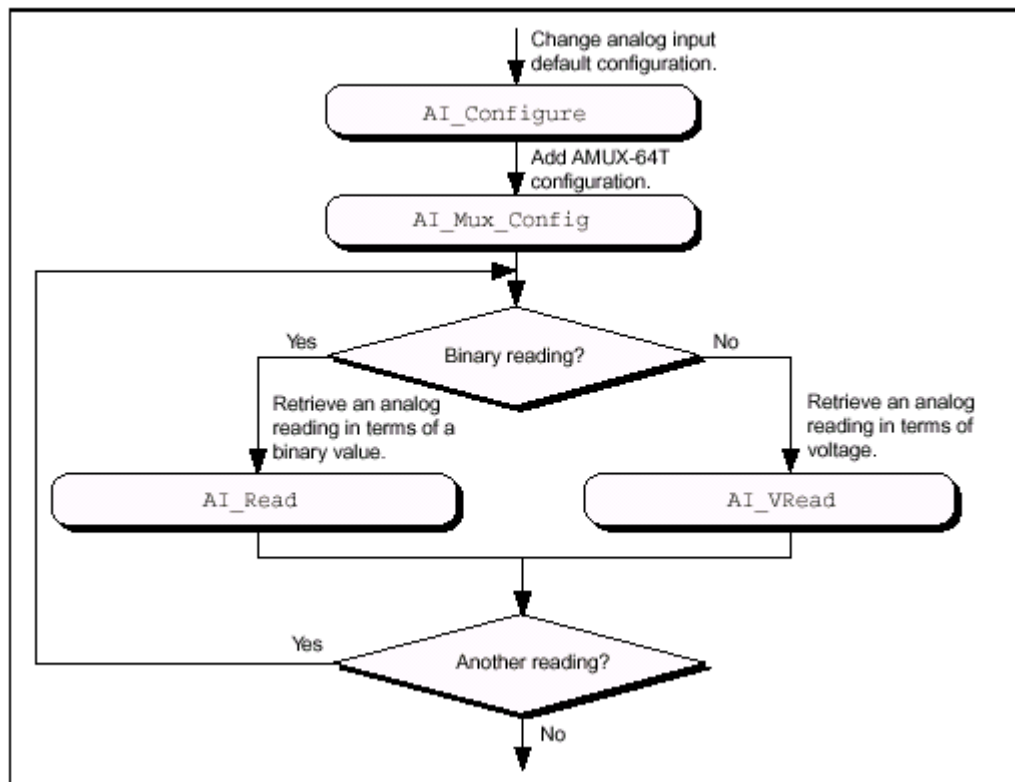 Change analog input
default configuration.
AI_Configure
Add AMUX-64T
configuration.
AI_Mux_Config
Yes
Binary reading?
No
Retrieve an analog
reading in terms of a
binary value.
Retrieve an analog
reading in terms of
voltage.
AI_Read
AI_VRead
Yes
Another reading?
No